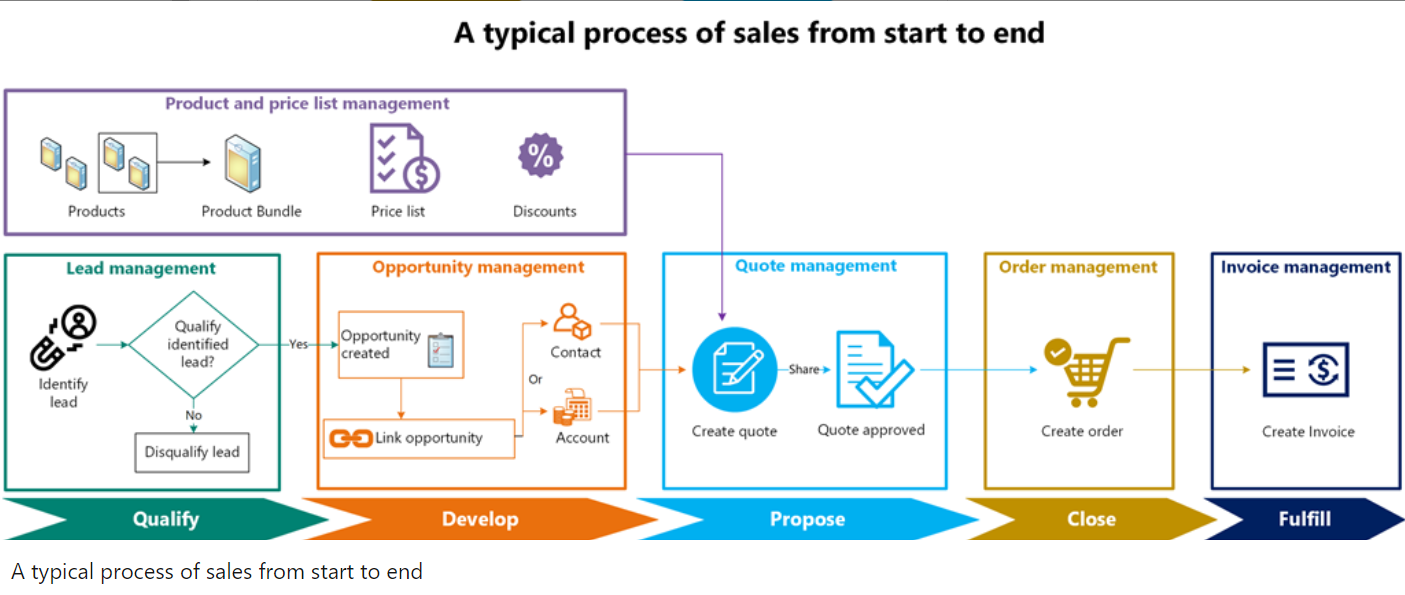 A typical process of sales from start to end
Product and price list management
%
$
Products
Product Bundle
Price list
Discounts
Lead management
Identify
lead
Qualify
identified
lead?
Yes
No
Disqualify lead
Opportunity management
Opportunity
created
Link opportunity
Or
Contact
Account
Quote management
Create quote
Share
Quote approved
Order management
Create order
Invoice management
$
Create Invoice
Qualify
Develop
Propose
Close
Fulfill
A typical process of sales from start to end